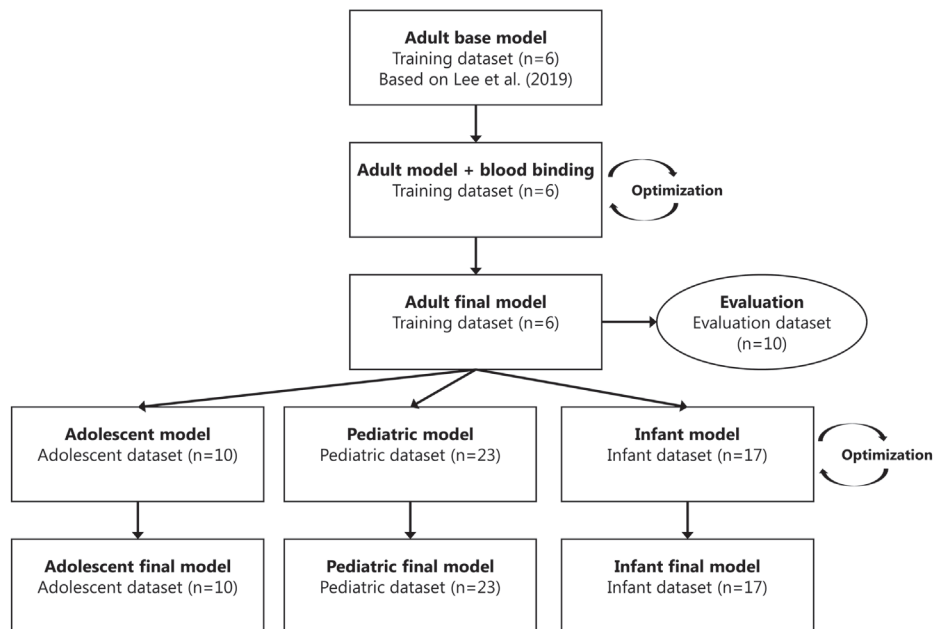 Adult base model
Training dataset (n=6)
Based on Lee et al. (2019)
Adult model + blood binding
Training dataset (n=6)
Optimization
Adult final model
Training dataset (n=6)
Evaluation
Evaluation dataset
(n=10)
Adolescent model
Adolescent dataset (n=10)
Pediatric model
Pediatric dataset (n=23)
Infant model
Infant dataset (n=17)
Optimization
Adolescent final model
Adolescent dataset (n=10)
Pediatric final model
Pediatric dataset (n=23)
Infant final model
Infant dataset (n=17)